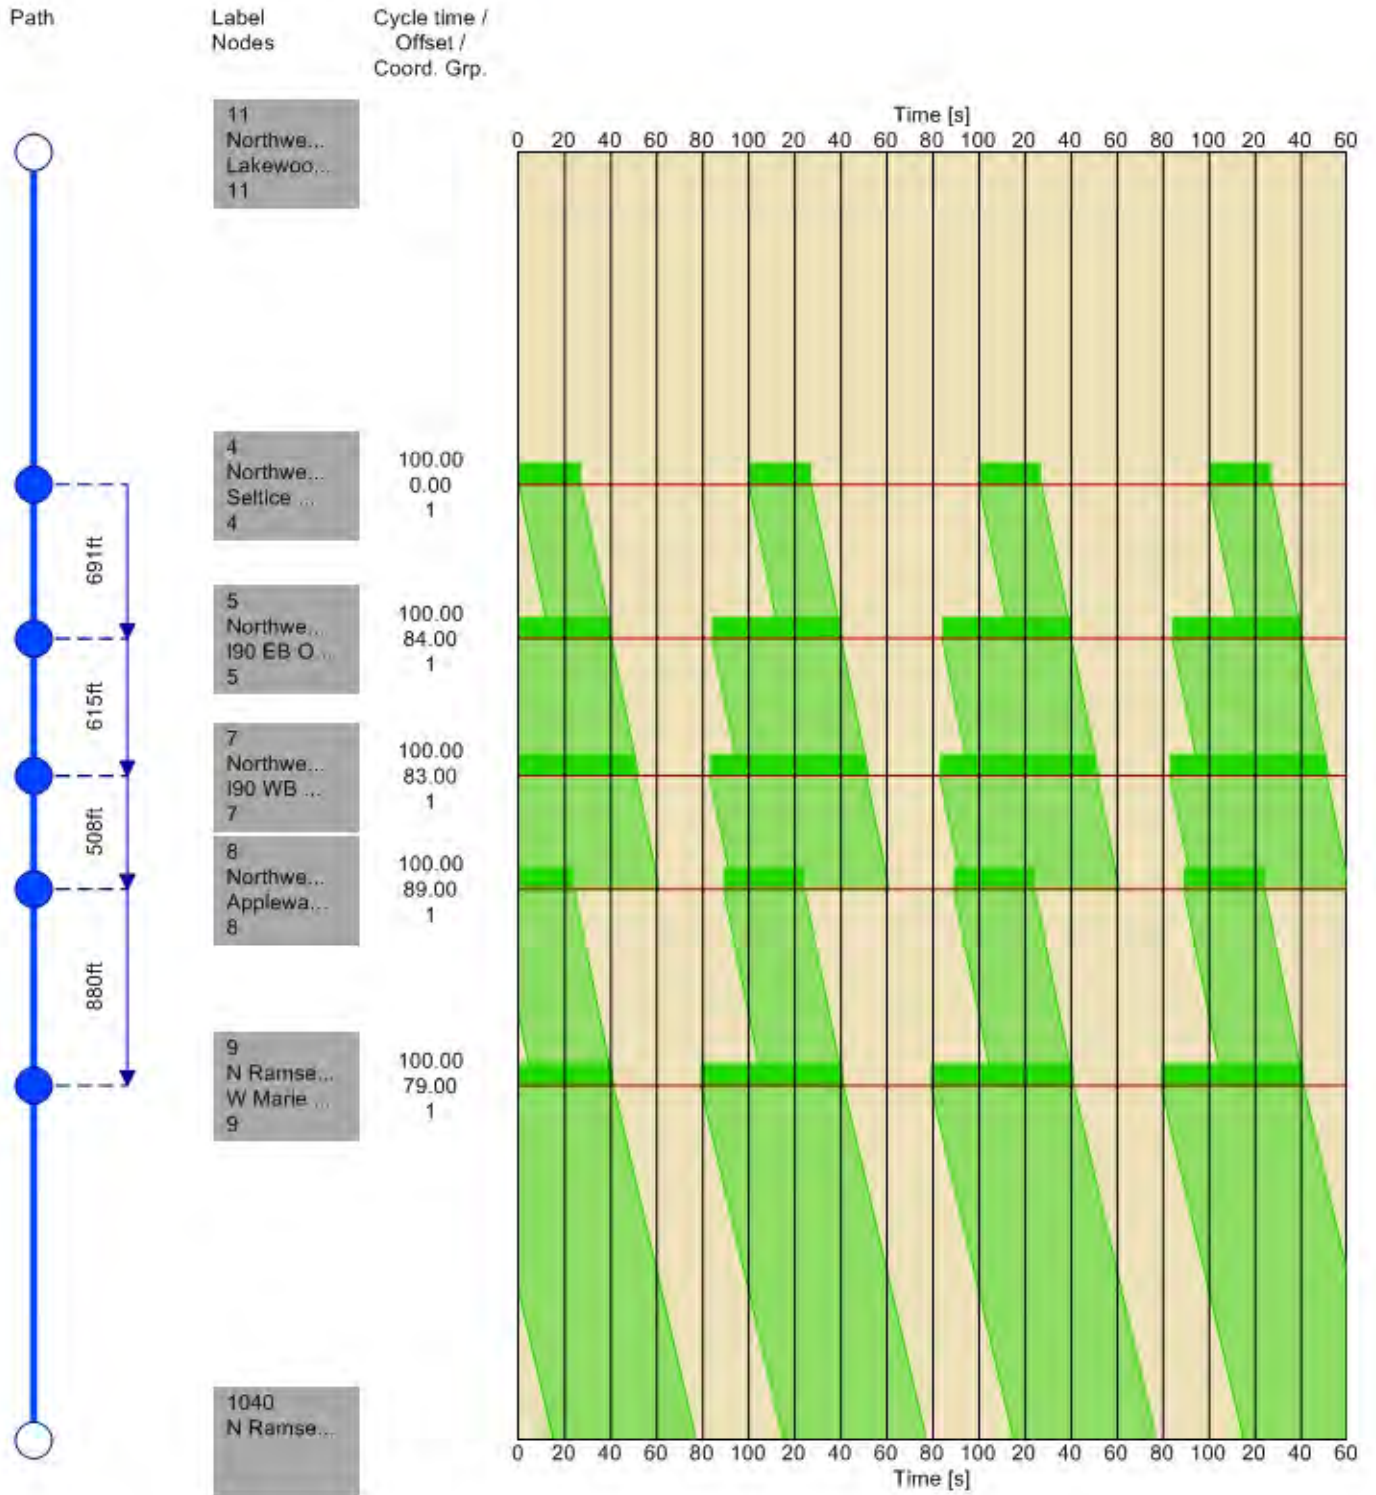 Path
Label
Nodes
Cycle time /
Offset /
Coord. Grp.
Time [s]
0 20 40 60 80 100 20 40 60 80 100 20 40 60 80 100 20 40 60
11
Northwe...
Lakewoo...
11
4
Northwe...
Seltice ...
4
100.00
0.00
1
691ft
5
Northwe...
I90 EB O...
5
100.00
84.00
1
615ft
7
Northwe...
I90 WB ...
7
100.00
83.00
1
508ft
8
Northwe...
Applewa...
8
100.00
89.00
1
880ft
9
N Ramse...
W Marie ...
9
100.00
79.00
1
1040
N Ramse...
0 20 40 60 80 100 20 40 60 80 100 20 40 60 80 100 20 40 60
Time [s]